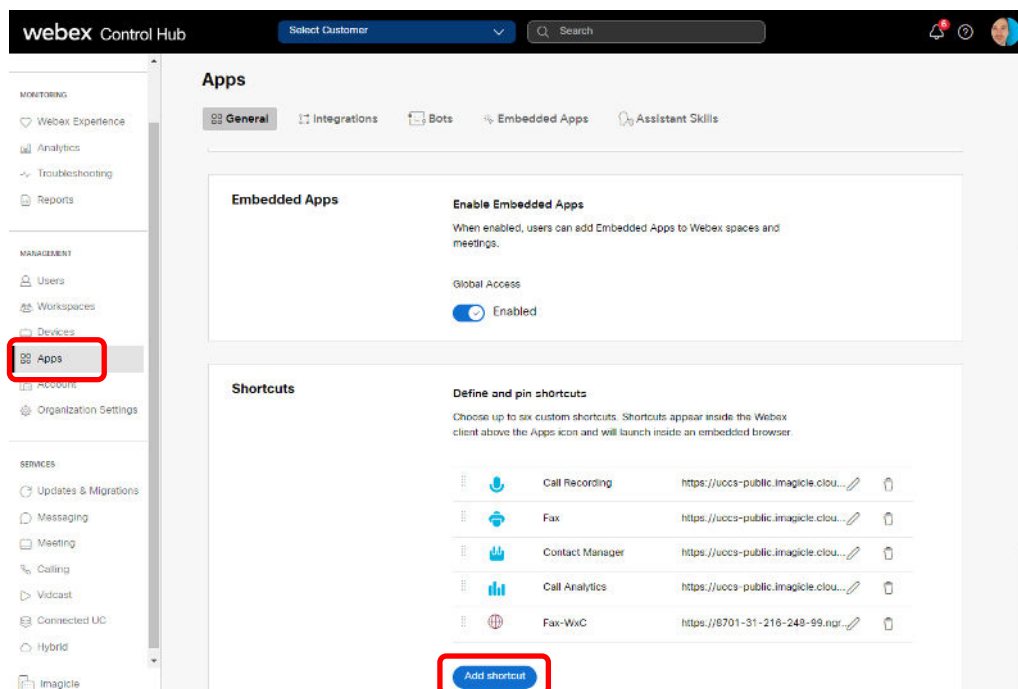 webex Control Hub
Select Customer
Search
6
MONITORING
Webex Experience
Analytics
Troubleshooting
Reports
MANAGEMENT
Users
Workspaces
Devices
Apps
Account
Organization Settings
SERVICES
Updates & Migrations
Messaging
Meeting
Calling
Vidcast
Connected UC
Hybrid
Imagicle
Apps
General
Integrations
Bots
Embedded Apps
Assistant Skills
Embedded Apps
Enable Embedded Apps
When enabled, users can add Embedded Apps to Webex spaces and
meetings.
Global Access
Enabled
Shortcuts
Define and pin shortcuts
Choose up to six custom shortcuts. Shortcuts appear inside the Webex
client above the Apps icon and will launch inside an embedded browser.
Call Recording https://uccs-public.imagicle.clou...
Fax https://uccs-public.imagicle.clou...
Contact Manager https://uccs-public.imagicle.clou...
Call Analytics https://uccs-public.imagicle.clou...
Fax-WxC https://8701-31-216-248-99.ngr...
Add shortcut